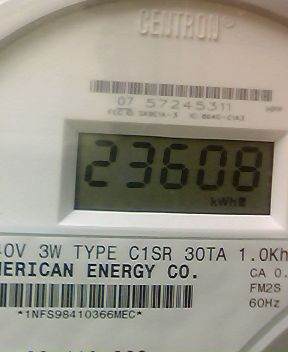 CENTRON
07 57245311
23608
kWh
40V 3W TYPE C1SR 30TA 1.0Kh
MERICAN ENERGY CO.
CA 0.
FM2S
60Hz
*1NFS98410366MEC*